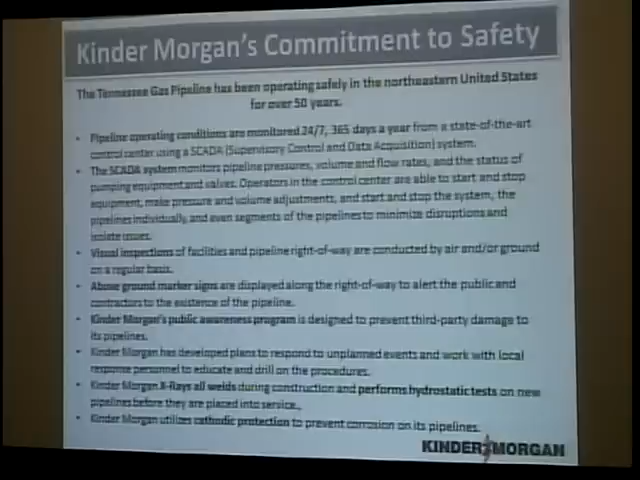 Kinder Morgan's Commitment to Safety
The Tennessee Gas Pipeline has been operating safely in the northeastern United States
for over 50 years.
• Pipeline operating conditions are monitored 24/7, 365 days a year from a state-of-the-art
control center using a SCADA (Supervisory Control and Data Acquisition) system.
• The SCADA system monitors pipeline pressures, volume and flow rates, and the status of
pumping equipment and valves. Operators in the control center are able to start and stop
equipment, make pressure and volume adjustments, and start and stop the system, the
pipelines individually, and even segments of the pipelines to minimize disruptions and
isolate issues.
• Visual inspections of facilities and pipeline right-of-way are conducted by air and/or ground
on a regular basis.
• Above ground marker signs are displayed along the right-of-way to alert the public and
contractors to the existence of the pipeline.
• Kinder Morgan's public awareness program is designed to prevent third-party damage to
its pipelines.
• Kinder Morgan has developed plans to respond to unplanned events and work with local
response personnel to educate and drill on the procedures.
• Kinder Morgan X-Rays all welds during construction and performs hydrostatic tests on new
pipelines before they are placed into service.
• Kinder Morgan utilizes cathodic protection to prevent corrosion on its pipelines.
KINDER MORGAN